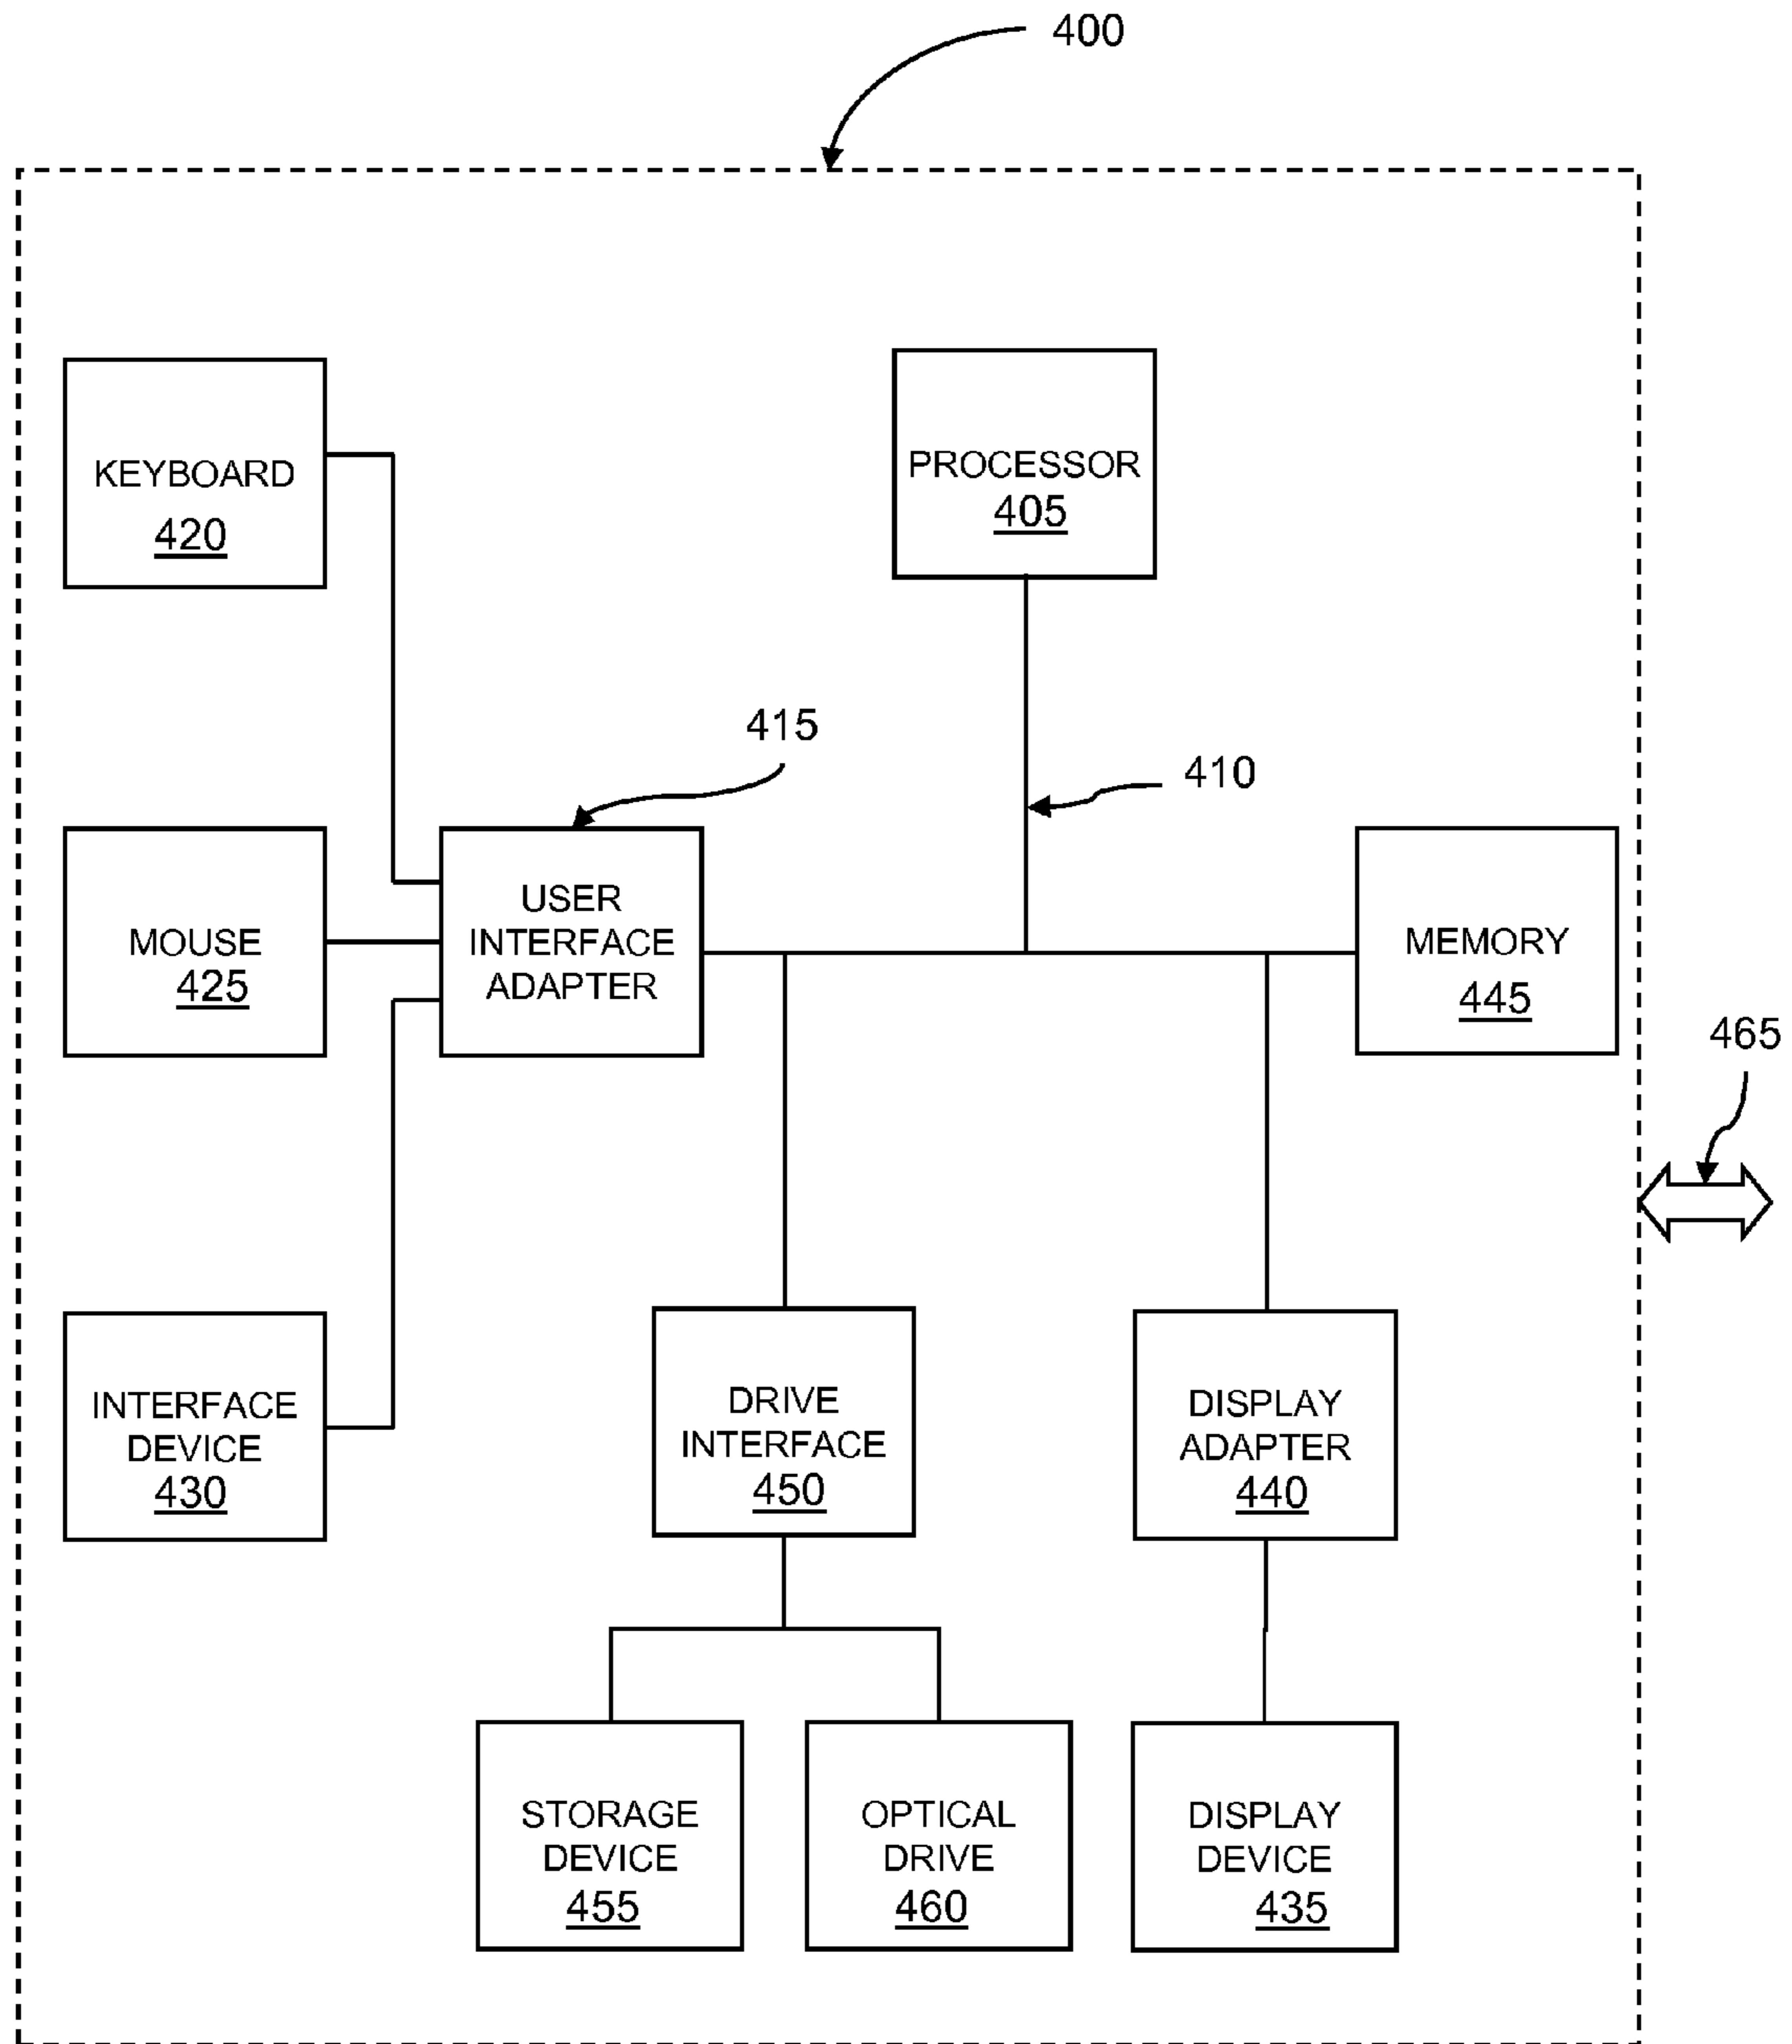 400
KEYBOARD
420
PROCESSOR
405
415
410
MOUSE
425
USER
INTERFACE
ADAPTER
MEMORY
445
465
INTERFACE
DEVICE
430
DRIVE
INTERFACE
450
DISPLAY
ADAPTER
440
STORAGE
DEVICE
455
OPTICAL
DRIVE
460
DISPLAY
DEVICE
435